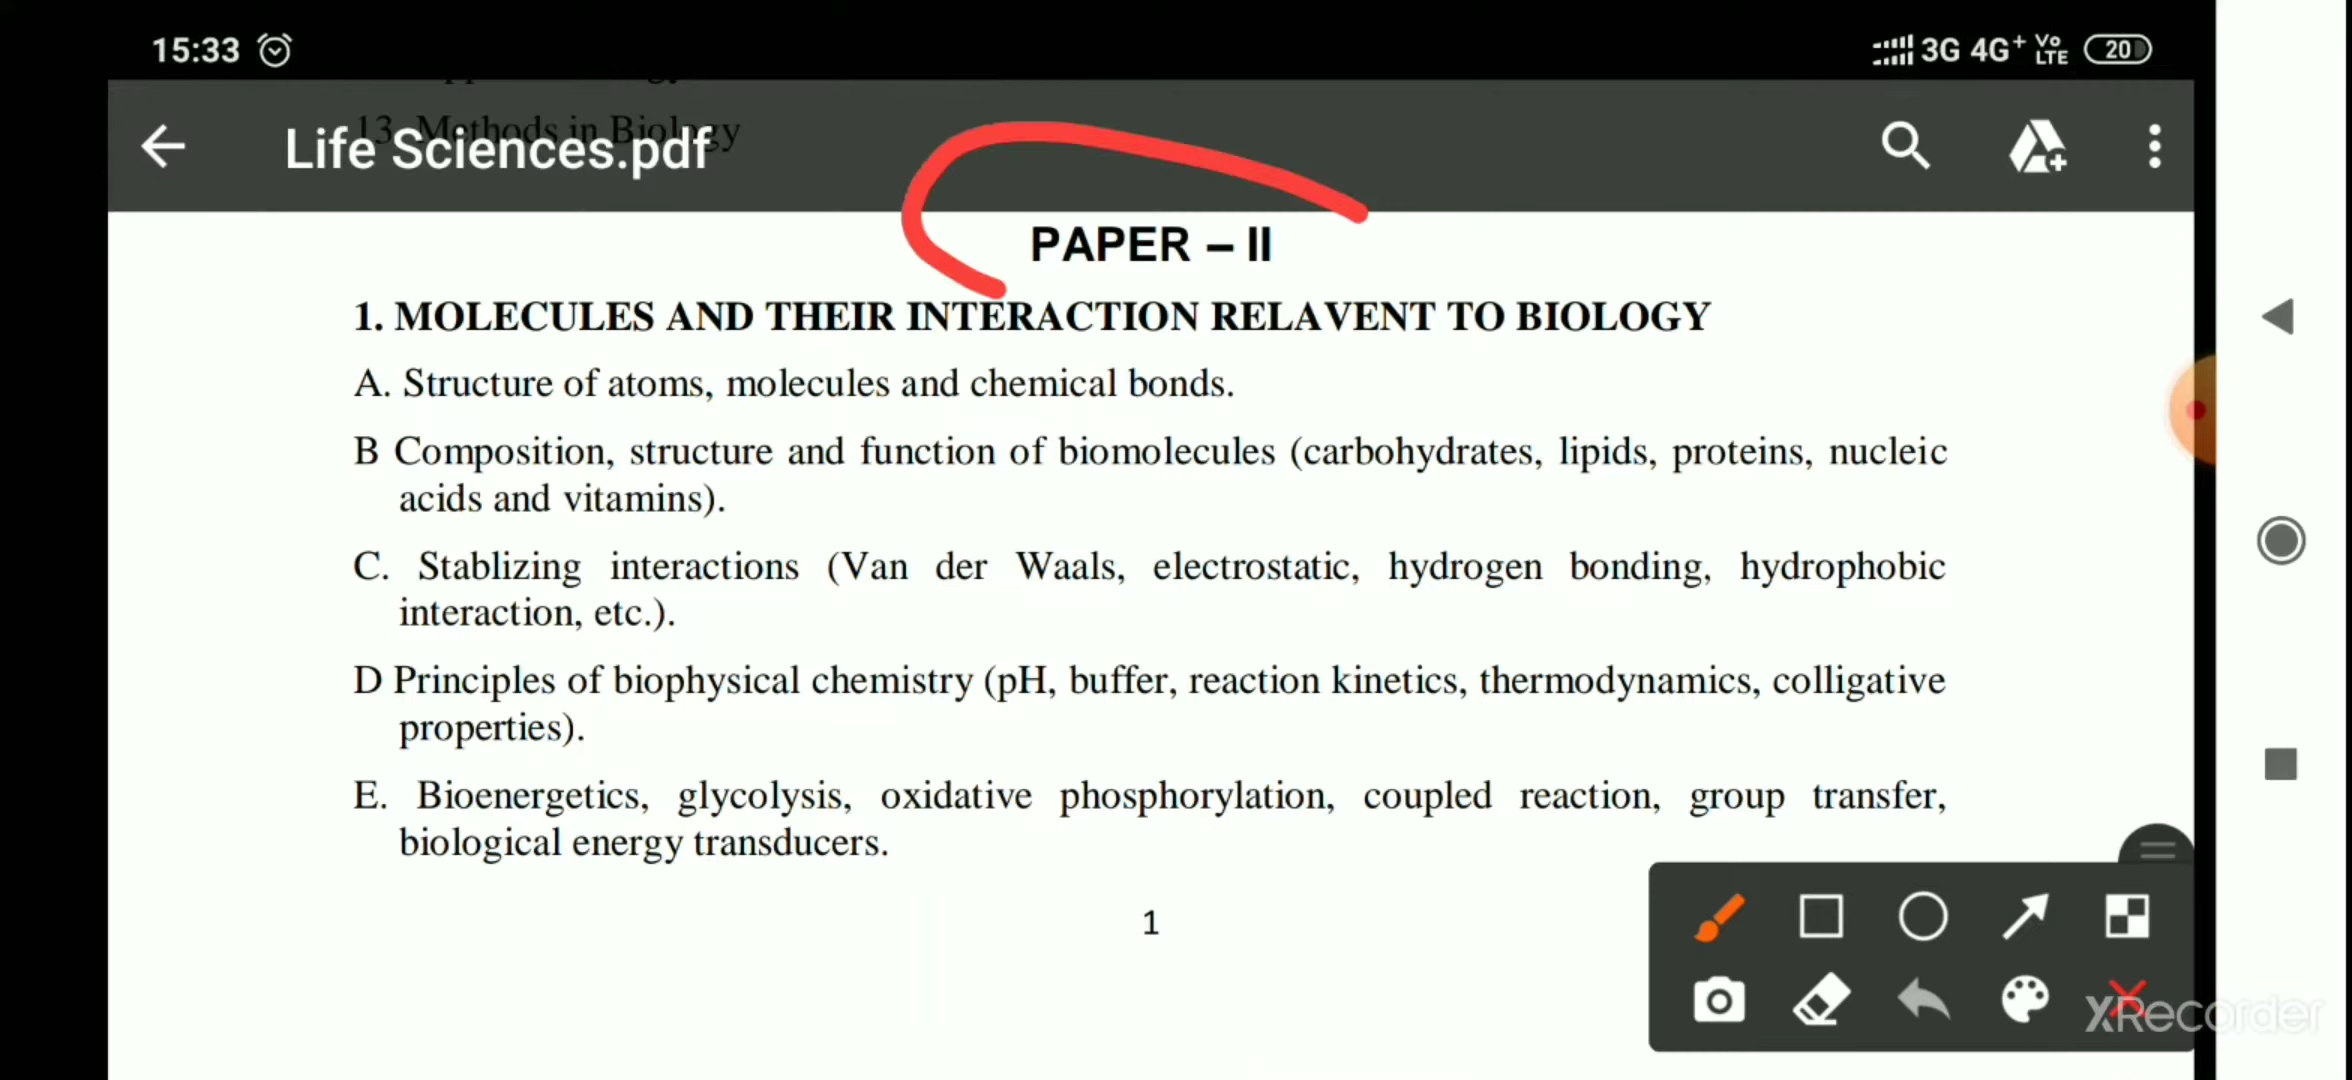 15:33
3G 4G+ Vo LTE 20
13. Methods in Biology
Life Sciences.pdf
PAPER – II
1. MOLECULES AND THEIR INTERACTION RELAVENT TO BIOLOGY
A. Structure of atoms, molecules and chemical bonds.
B Composition, structure and function of biomolecules (carbohydrates, lipids, proteins, nucleic
acids and vitamins).
C. Stablizing interactions (Van der Waals, electrostatic, hydrogen bonding, hydrophobic
interaction, etc.).
D Principles of biophysical chemistry (pH, buffer, reaction kinetics, thermodynamics, colligative
properties).
E. Bioenergetics, glycolysis, oxidative phosphorylation, coupled reaction, group transfer,
biological energy transducers.
1
XRecorder